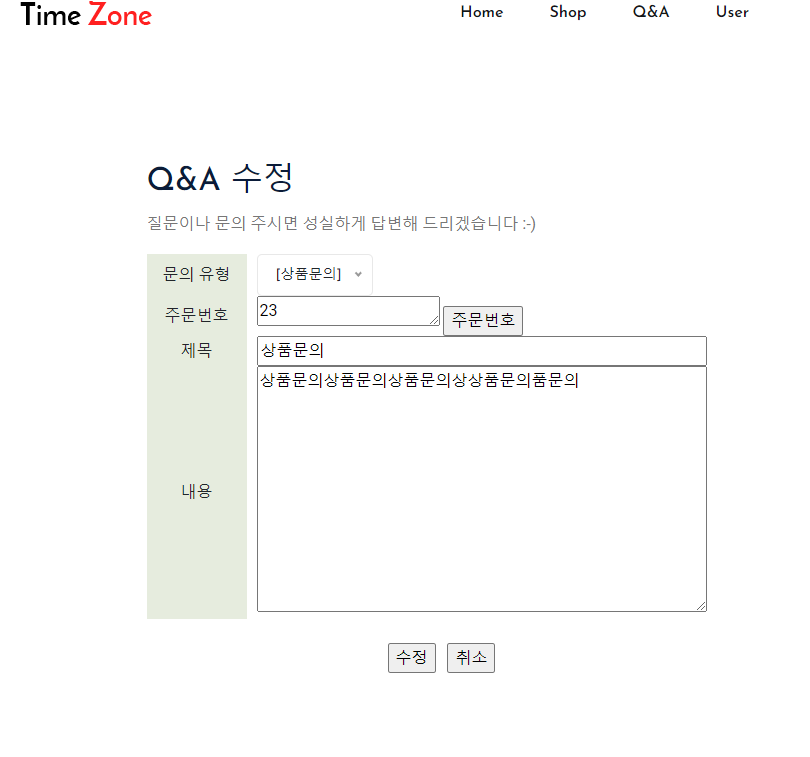 Time Zone Home Shop Q&A User
Q&A 수정
질문이나 문의 주시면 성실하게 답변해 드리겠습니다 :-)
문의 유형 [상품문의]
주문번호 23 주문번호
제목 상품문의
상품문의상품문의상품문의상상품문의품문의
내용
수정 취소